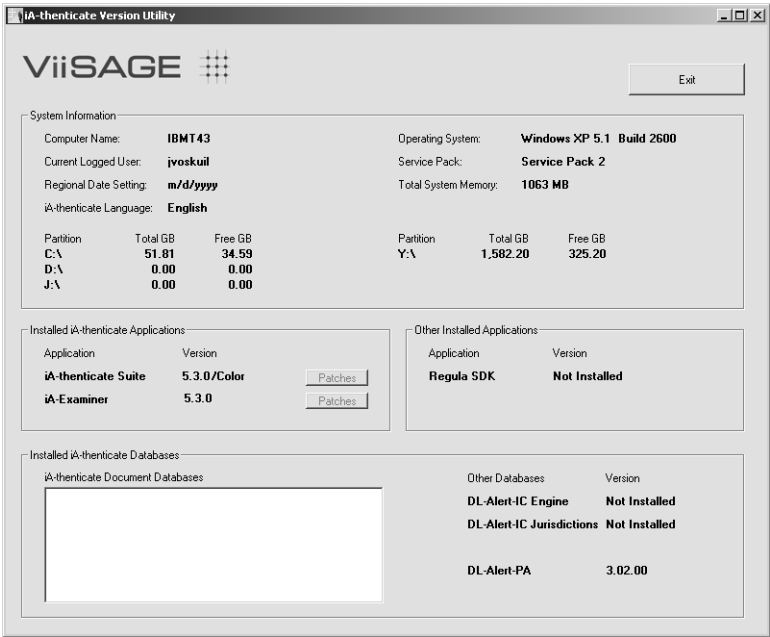 iA-thenticate Version Utility
ViiSAGE
Exit
System Information
Computer Name: IBMT43
Operating System: Windows XP 5.1 Build 2600
Current Logged User: jvoskuil
Service Pack: Service Pack 2
Regional Date Setting: m/d/yyyy
Total System Memory: 1063 MB
iA-thenticate Language: English
Partition Total GB Free GB
Partition Total GB Free GB
C:\ 51.81 34.59
Y:\ 1,582.20 325.20
D:\ 0.00 0.00
J:\ 0.00 0.00
Installed iA-thenticate Applications
Application Version
iA-thenticate Suite 5.3.0/Color Patches
iA-Examiner 5.3.0 Patches
Other Installed Applications
Application Version
Regula SDK Not Installed
Installed iA-thenticate Databases
iA-thenticate Document Databases
Other Databases Version
DL-Alert-IC Engine Not Installed
DL-Alert-IC Jurisdictions Not Installed
DL-Alert-PA 3.02.00